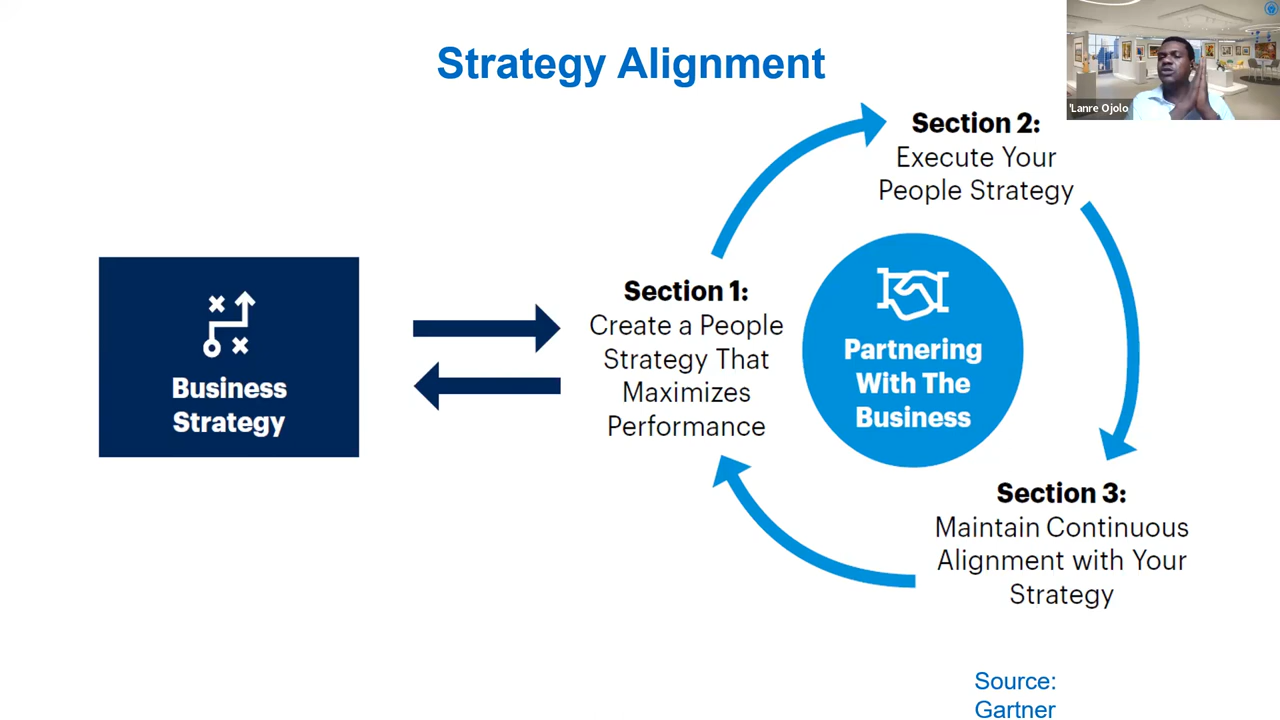 Strategy Alignment
'Lanre Ojolo
Section 2:
Execute Your
People Strategy
Section 1:
Create a People
Strategy That
Maximizes
Performance
Partnering
With The
Business
Business
Strategy
Section 3:
Maintain Continuous
Alignment with Your
Strategy
Source:
Gartner